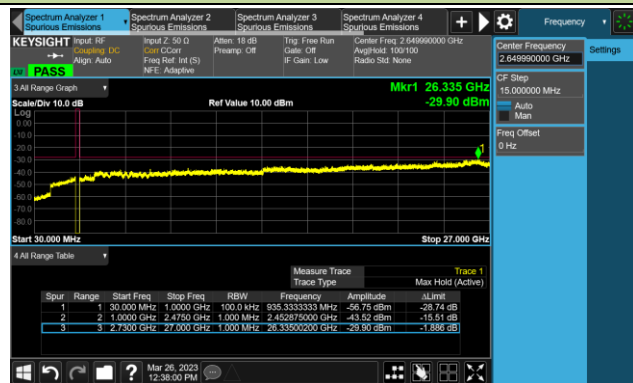 Spectrum Analyzer 1 Spectrum Analyzer 2 Spectrum Analyzer 3 Spectrum Analyzer 4 + Frequency
Spurious Emissions Spurious Emissions Spurious Emissions Spurious Emissions
KEYSIGHT Input: RF Input Z: 50 Ω Atten: 18 dB Trig: Free Run Center Freq: 2.649990000 GHz
Coupling: DC Corr CCorr Preamp: Off Gate: Off Avg|Hold: 100/100
Align: Auto Freq Ref: Int (S) IF Gain: Low Radio Std: None
NFE: Adaptive
PASS
Center Frequency Settings
2.649990000 GHz
CF Step
15.000000 MHz
Auto
Man
Freq Offset
0 Hz
3 All Range Graph Mkr1 26.335 GHz
Scale/Div 10.0 dB Ref Value 10.00 dBm -29.90 dBm
Log
0.00
-10.0
-20.0
-30.0
-40.0
-50.0
-60.0
-70.0
-80.0
1
Start 30.000 MHz Stop 27.000 GHz
4 All Range Table
Measure Trace Trace 1
Trace Type Max Hold (Active)
Spur Range Start Freq Stop Freq RBW Frequency Amplitude ΔLimit
1 1 30.000 MHz 1.0000 GHz 100.0 kHz 935.3333333 MHz -56.75 dBm -28.74 dB
2 2 1.0000 GHz 2.4750 GHz 1.000 MHz 2.452875000 GHz -43.52 dBm -15.51 dB
3 3 2.7300 GHz 27.000 GHz 1.000 MHz 26.33500200 GHz -29.90 dBm -1.886 dB
? Mar 26, 2023
12:38:00 PM